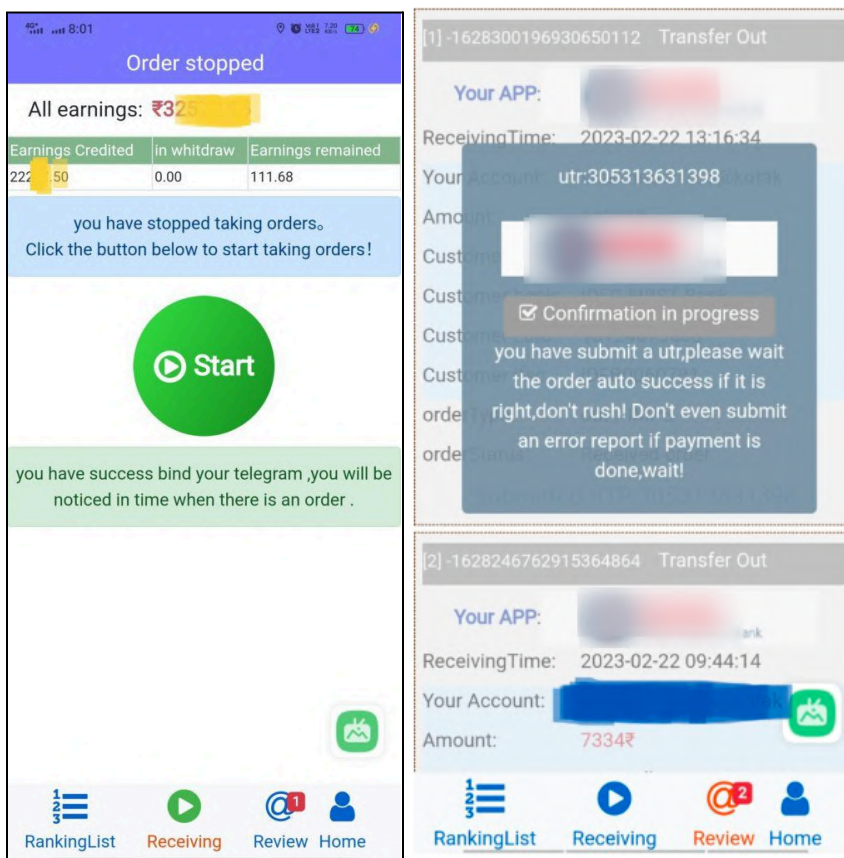 8:01
74
Order stopped
All earnings: ₹32
Earnings Credited in whitdraw Earnings remained
222 .50 0.00 111.68
you have stopped taking orders。
Click the button below to start taking orders!
Start
you have success bind your telegram ,you will be
noticed in time when there is an order .
1
RankingList Receiving Review Home
[1] -1628300196930650112 Transfer Out
Your APP:
ReceivingTime: 2023-02-22 13:16:34
Your Account:
utr:305313631398
Confirmation in progress
you have submit a utr,please wait
the order auto success if it is
right,don't rush! Don't even submit
an error report if payment is
done,wait!
[2] -1628246762915364864 Transfer Out
Your APP:
ReceivingTime: 2023-02-22 09:44:14
Your Account:
Amount: 7334₹
2
RankingList Receiving Review Home